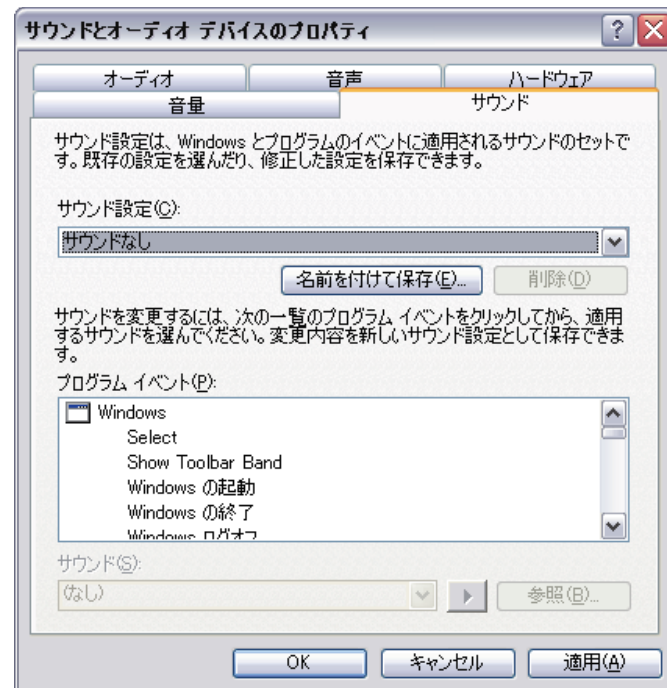 サウンドとオーディオ デバイスのプロパティ
オーディオ
音声
ハードウェア
音量
サウンド
サウンド設定は、Windows とプログラムのイベントに適用されるサウンドのセットで
す。既存の設定を選んだり、修正した設定を保存できます。
サウンド設定(C):
サウンドなし
名前を付けて保存(E)...
削除(D)
サウンドを変更するには、次の一覧のプログラム イベントをクリックしてから、適用
するサウンドを選んでください。変更内容を新しいサウンド設定として保存できま
す。
プログラム イベント(P):
Windows
Select
Show Toolbar Band
Windows の起動
Windows の終了
Windows ログオフ
サウンド(S):
(なし)
参照(B)...
OK
キャンセル
適用(A)